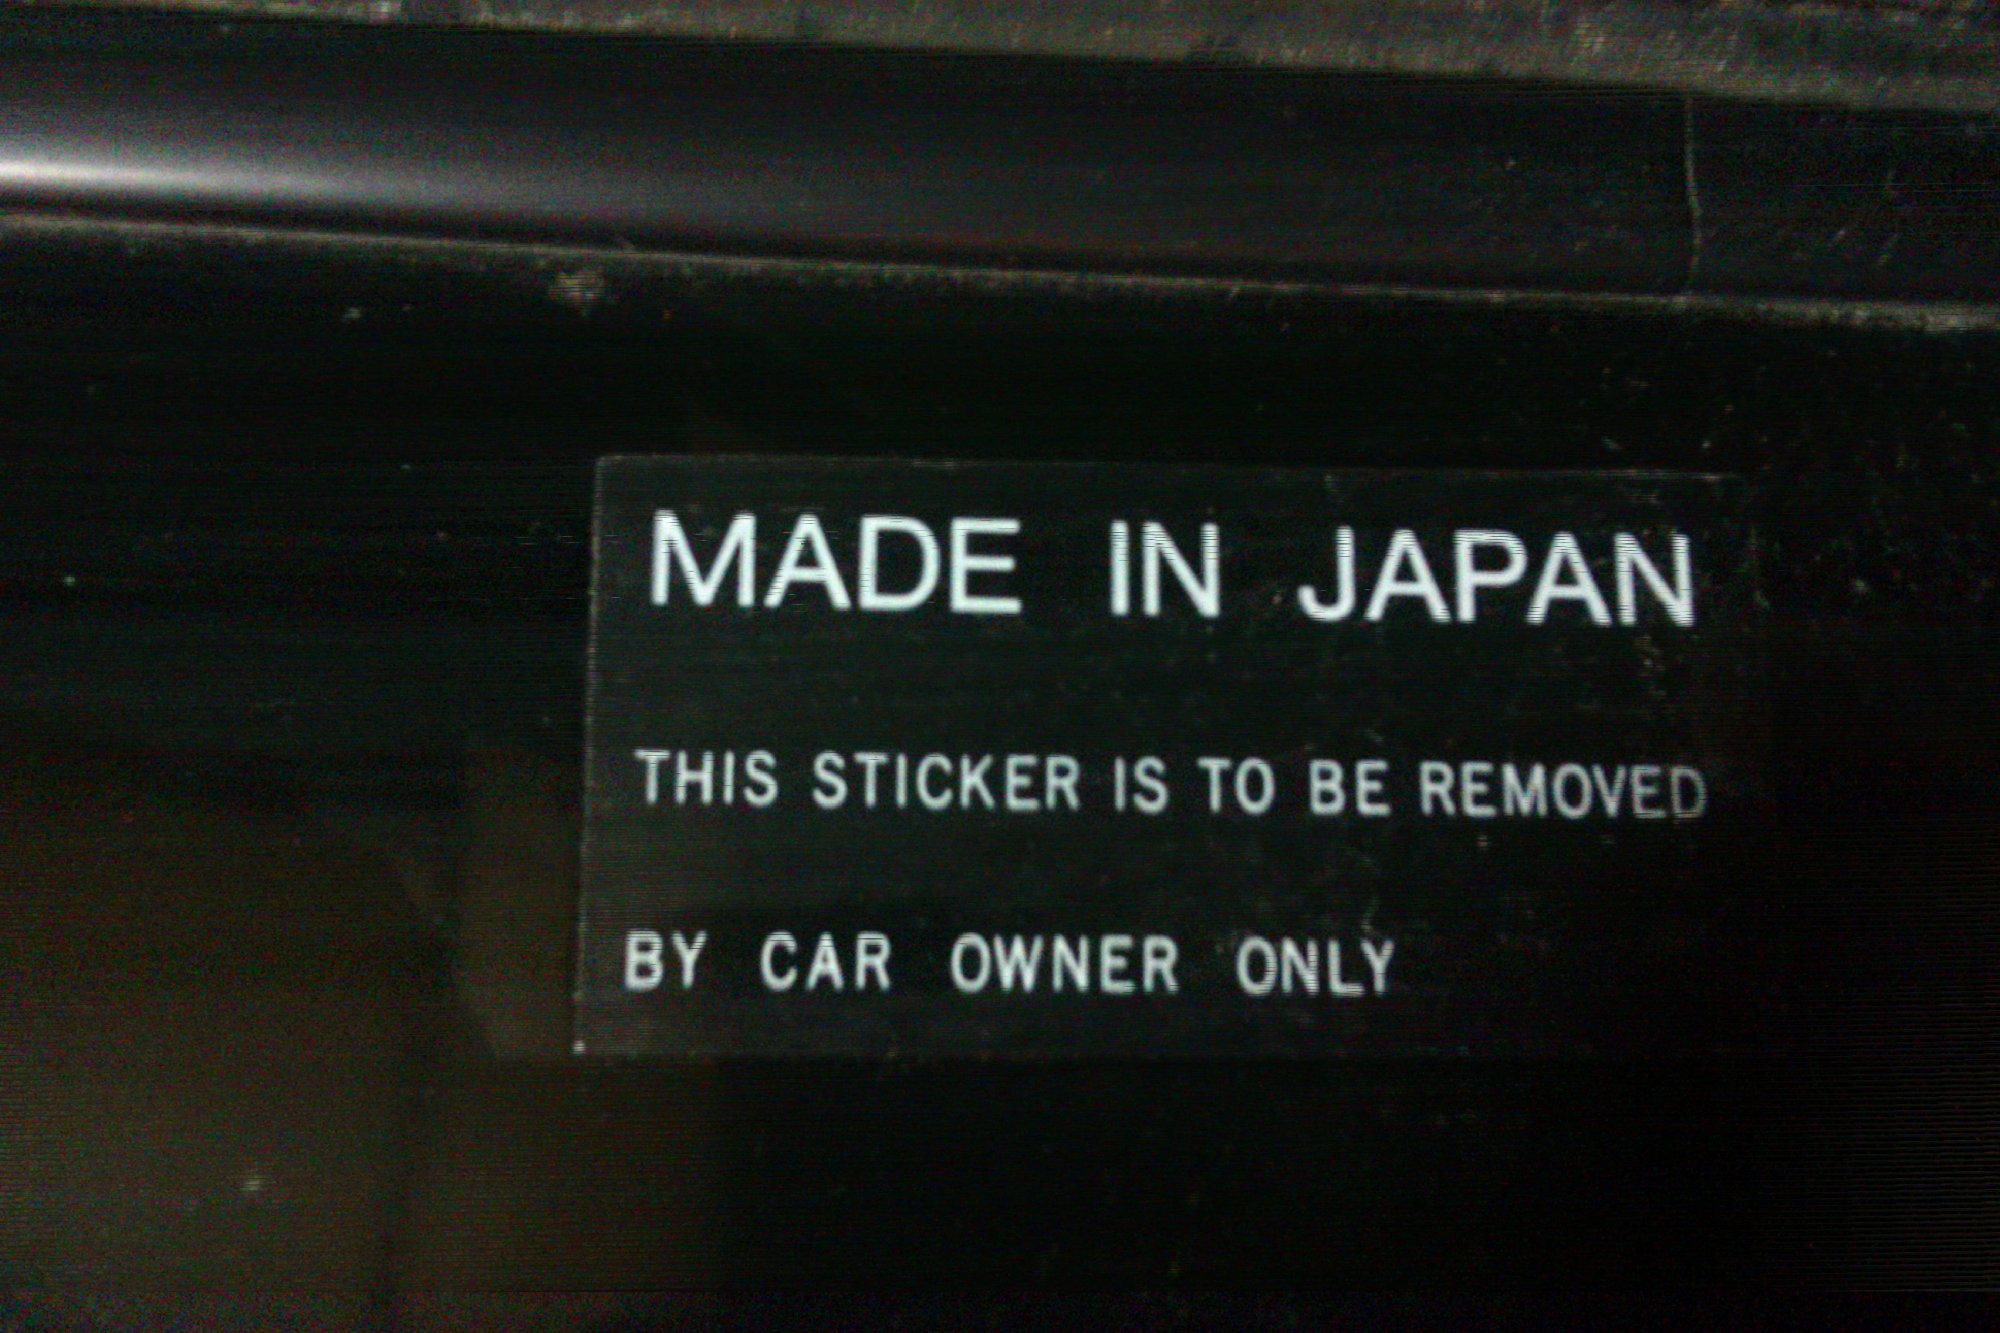 MADE IN JAPAN
THIS STICKER IS TO BE REMOVED
BY CAR OWNER ONLY